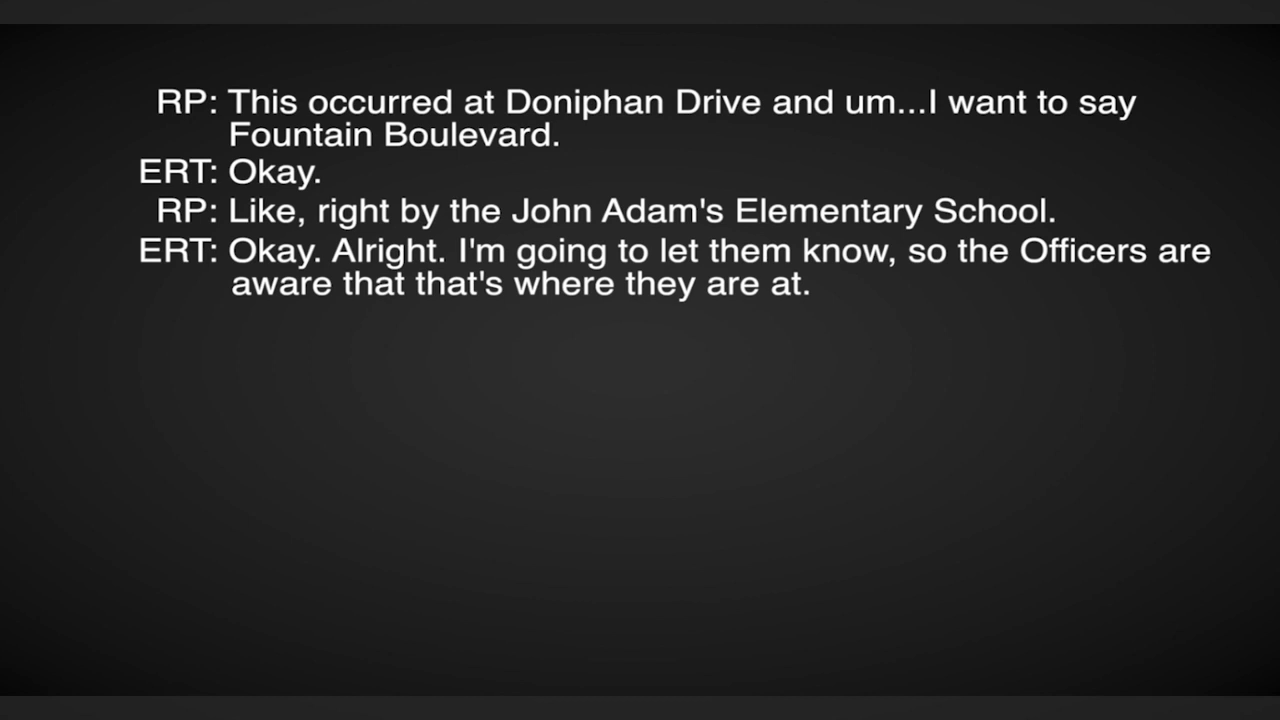 RP: This occurred at Doniphan Drive and um...I want to say
Fountain Boulevard.
ERT: Okay.
RP: Like, right by the John Adam's Elementary School.
ERT: Okay. Alright. I'm going to let them know, so the Officers are
aware that that's where they are at.